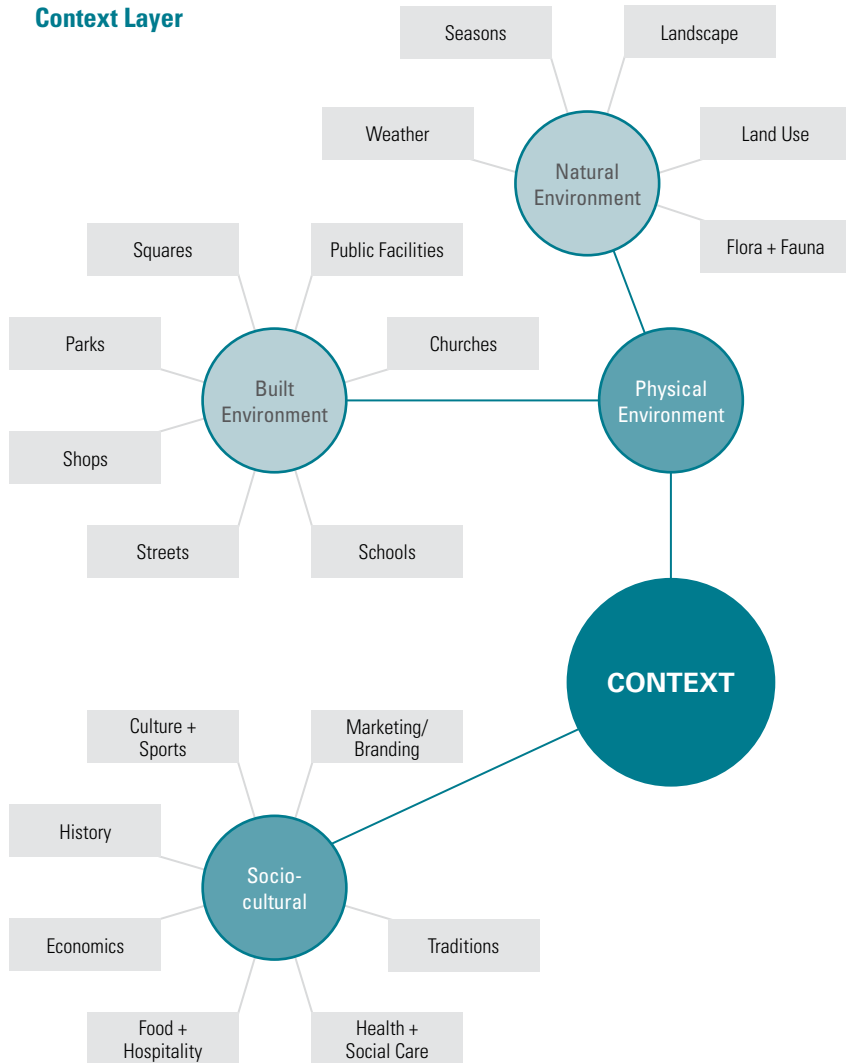 Context Layer
Seasons
Landscape
Weather
Land Use
Natural
Environment
Flora + Fauna
Squares
Public Facilities
Parks
Churches
Built
Environment
Physical
Environment
Shops
Streets
Schools
CONTEXT
Culture +
Sports
Marketing/
Branding
History
Socio-
cultural
Economics
Traditions
Food +
Hospitality
Health +
Social Care